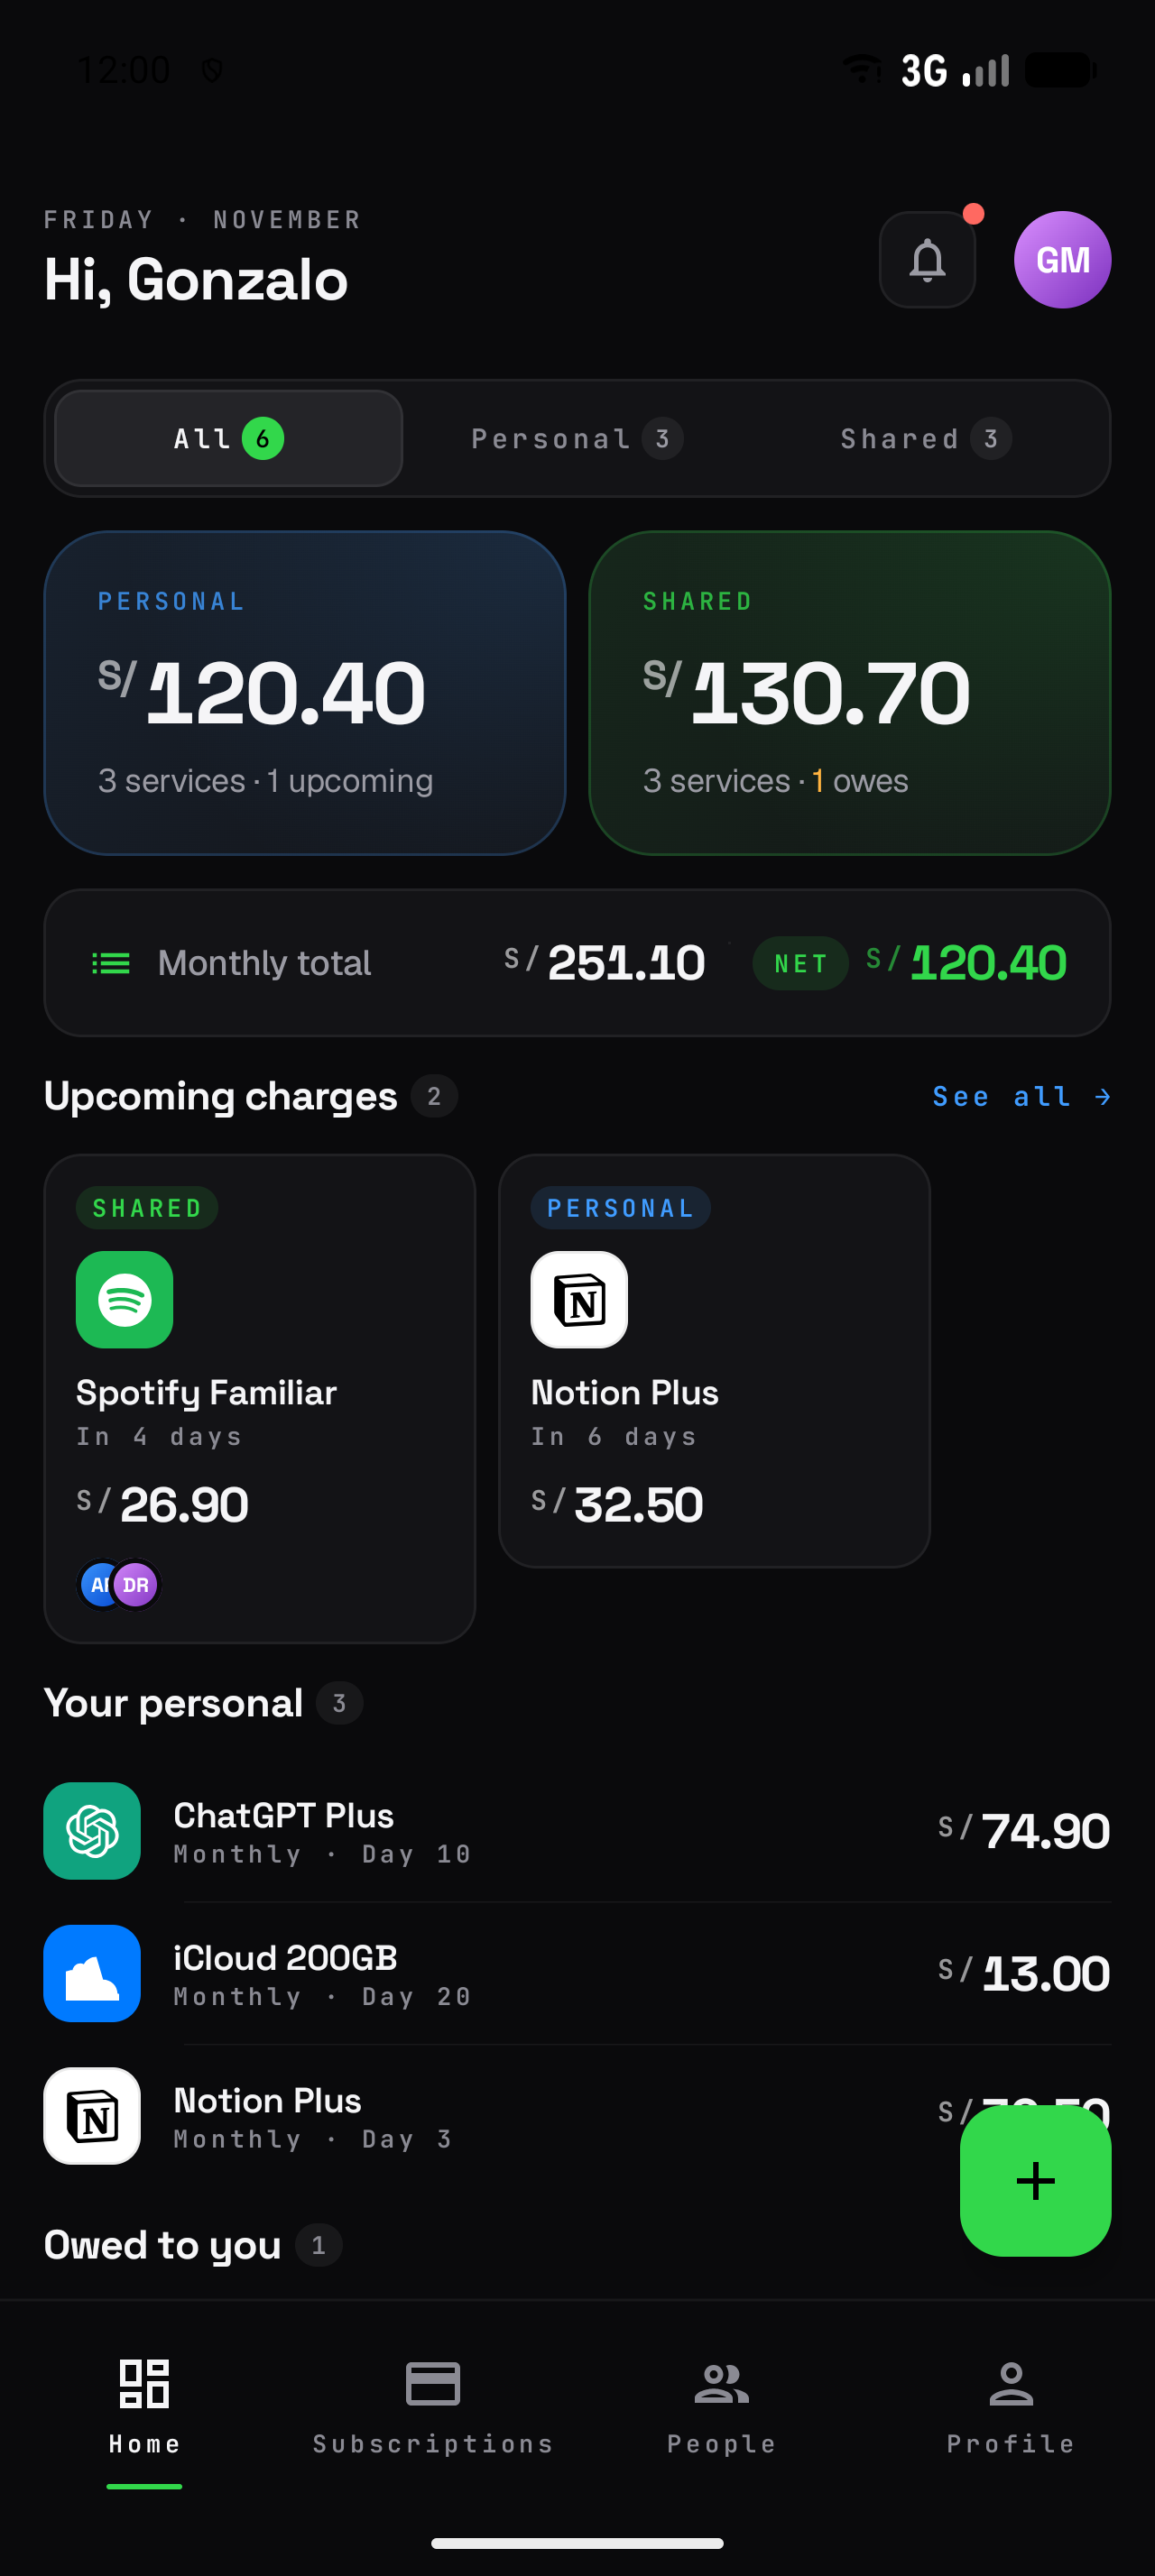 12:00
3G
FRIDAY · NOVEMBER
Hi, Gonzalo
GM
All 6
Personal 3
Shared 3
PERSONAL
S/ 120.40
3 services · 1 upcoming
SHARED
S/ 130.70
3 services · 1 owes
Monthly total S/ 251.10 NET S/ 120.40
Upcoming charges 2
See all →
SHARED
Spotify Familiar
In 4 days
S/ 26.90
DR
PERSONAL
N
Notion Plus
In 6 days
S/ 32.50
Your personal 3
ChatGPT Plus
Monthly · Day 10
S/ 74.90
iCloud 200GB
Monthly · Day 20
S/ 13.00
N
Notion Plus
Monthly · Day 3
S/
Owed to you 1
+
Home
Subscriptions
People
Profile